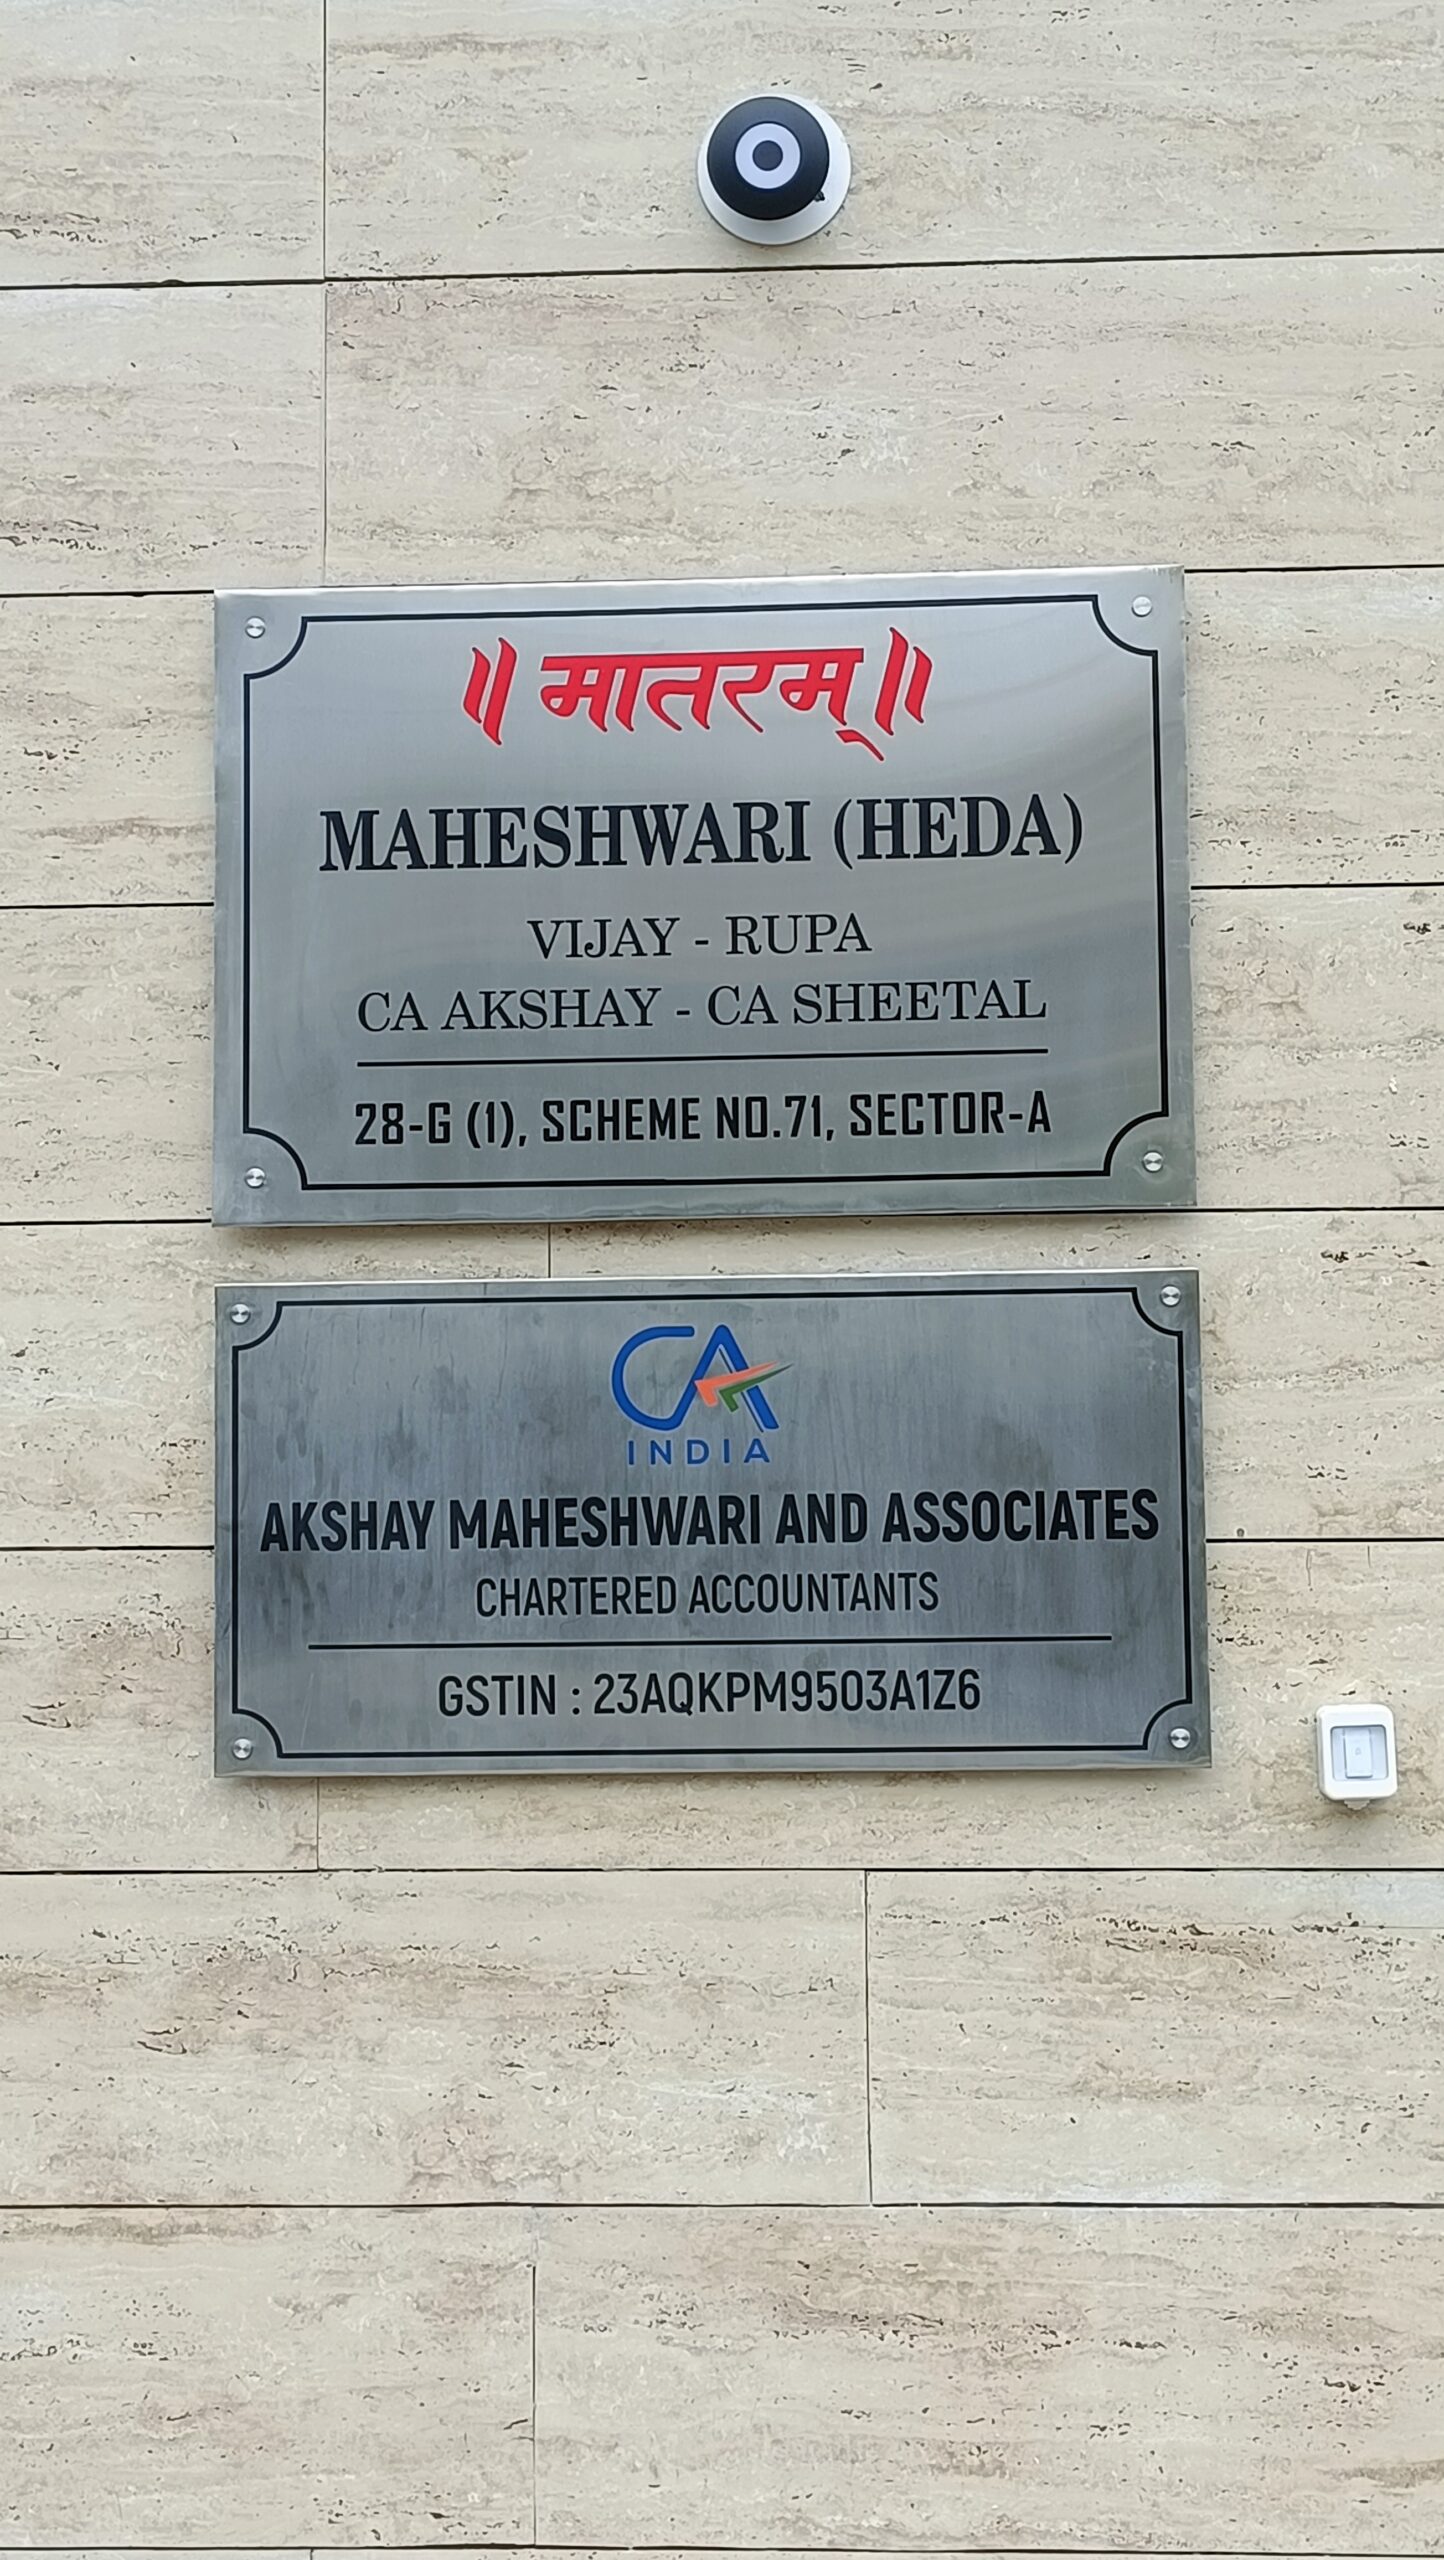 ॥ मातरम् ॥
MAHESHWARI (HEDA)
VIJAY - RUPA
CA AKSHAY - CA SHEETAL
28-G (1), SCHEME NO.71, SECTOR-A
CA
INDIA
AKSHAY MAHESHWARI AND ASSOCIATES
CHARTERED ACCOUNTANTS
GSTIN : 23AQKPM9503A1Z6